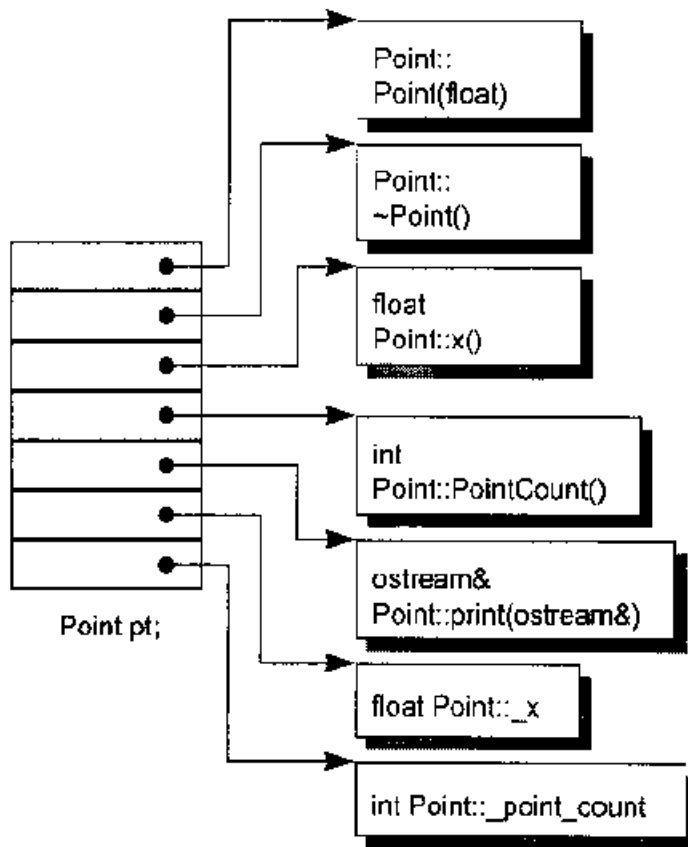 Point::
Point(float)
Point::
~Point()
float
Point::x()
int
Point::PointCount()
ostream&
Point::print(ostream&)
Point pt;
float Point::_x
int Point::_point_count